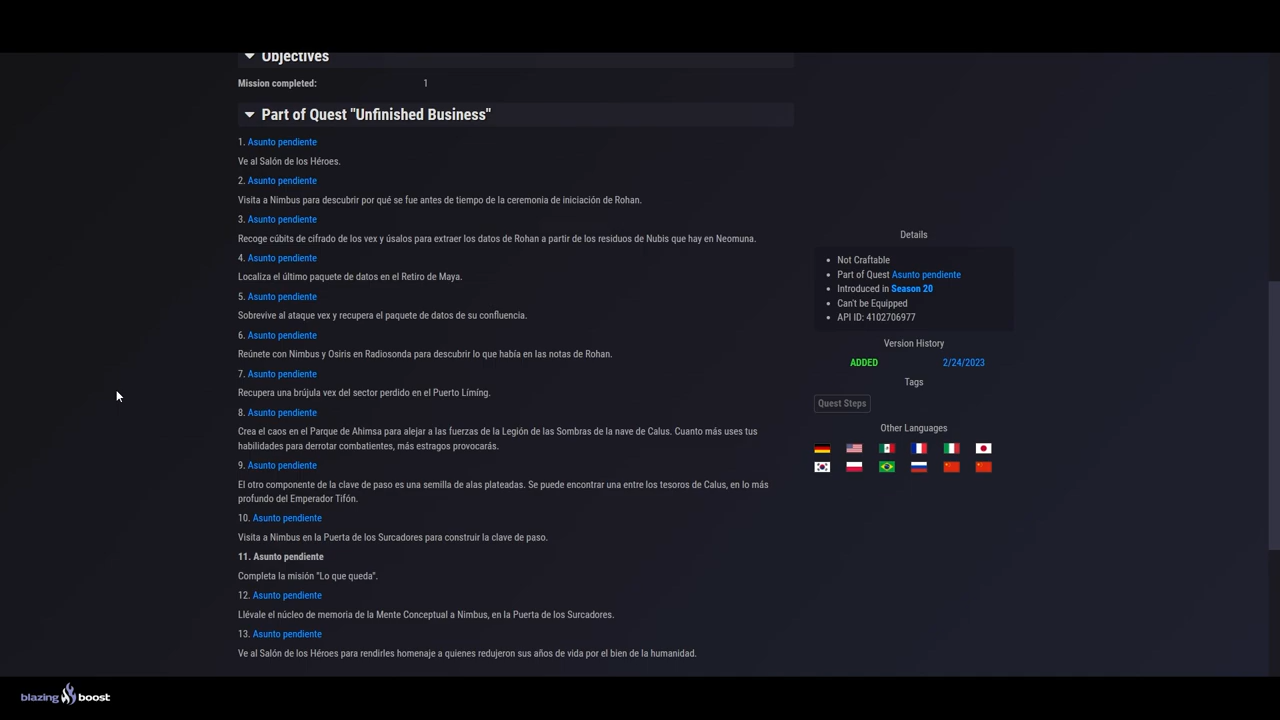 Objectives
Mission completed: 1
Part of Quest "Unfinished Business"
1. Asunto pendiente
Ve al Salón de los Héroes.
2. Asunto pendiente
Visita a Nimbus para descubrir por qué se fue antes de tiempo de la ceremonia de iniciación de Rohan.
3. Asunto pendiente
Recoge cúbits de cifrado de los vex y úsalos para extraer los datos de Rohan a partir de los residuos de Nubis que hay en Neomuna.
4. Asunto pendiente
Localiza el último paquete de datos en el Retiro de Maya.
5. Asunto pendiente
Sobrevive al ataque vex y recupera el paquete de datos de su confluencia.
6. Asunto pendiente
Reúnete con Nimbus y Osiris en Radiosonda para descubrir lo que había en las notas de Rohan.
7. Asunto pendiente
Recupera una brújula vex del sector perdido en el Puerto Límíng.
8. Asunto pendiente
Crea el caos en el Parque de Ahimsa para alejar a las fuerzas de la Legión de las Sombras de la nave de Calus. Cuanto más uses tus
habilidades para derrotar combatientes, más estragos provocarás.
9. Asunto pendiente
El otro componente de la clave de paso es una semilla de alas plateadas. Se puede encontrar una entre los tesoros de Calus, en lo más
profundo del Emperador Tifón.
10. Asunto pendiente
Visita a Nimbus en la Puerta de los Surcadores para construir la clave de paso.
11. Asunto pendiente
Completa la misión "Lo que queda".
12. Asunto pendiente
Llévale el núcleo de memoria de la Mente Conceptual a Nimbus, en la Puerta de los Surcadores.
13. Asunto pendiente
Ve al Salón de los Héroes para rendirles homenaje a quienes redujeron sus años de vida por el bien de la humanidad.
Details
Not Craftable
Part of Quest Asunto pendiente
Introduced in Season 20
Can't be Equipped
API ID: 4102706977
Version History
ADDED 2/24/2023
Tags
Quest Steps
Other Languages
blazing boost